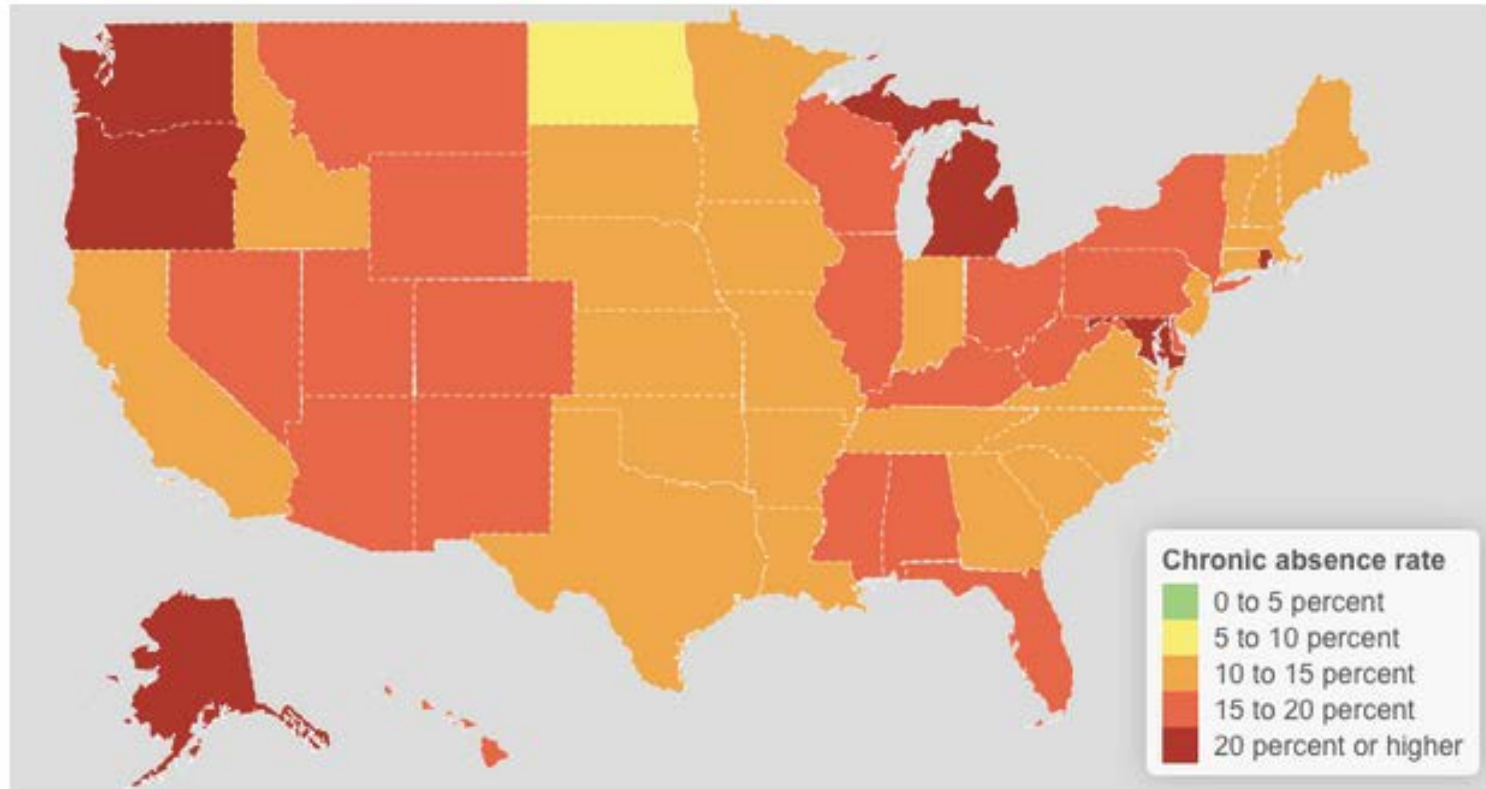 Chronic absence rate
0 to 5 percent
5 to 10 percent
10 to 15 percent
15 to 20 percent
20 percent or higher